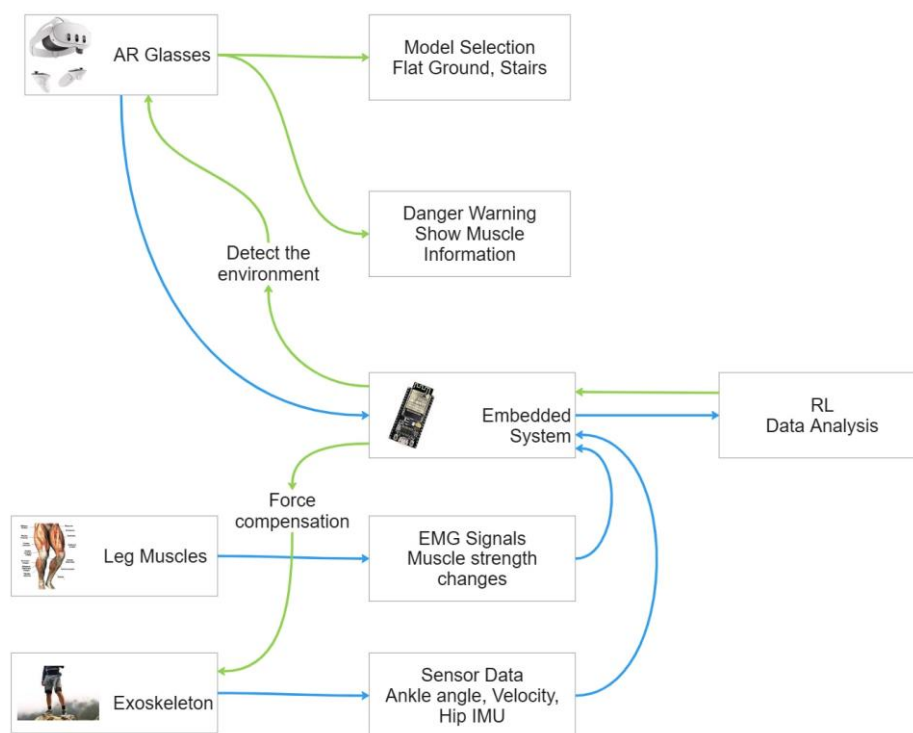 AR Glasses
Model Selection
Flat Ground, Stairs
Danger Warning
Show Muscle
Information
Detect the
environment
Embedded
System
RL
Data Analysis
Force
compensation
Leg Muscles
EMG Signals
Muscle strength
changes
Exoskeleton
Sensor Data
Ankle angle, Velocity,
Hip IMU